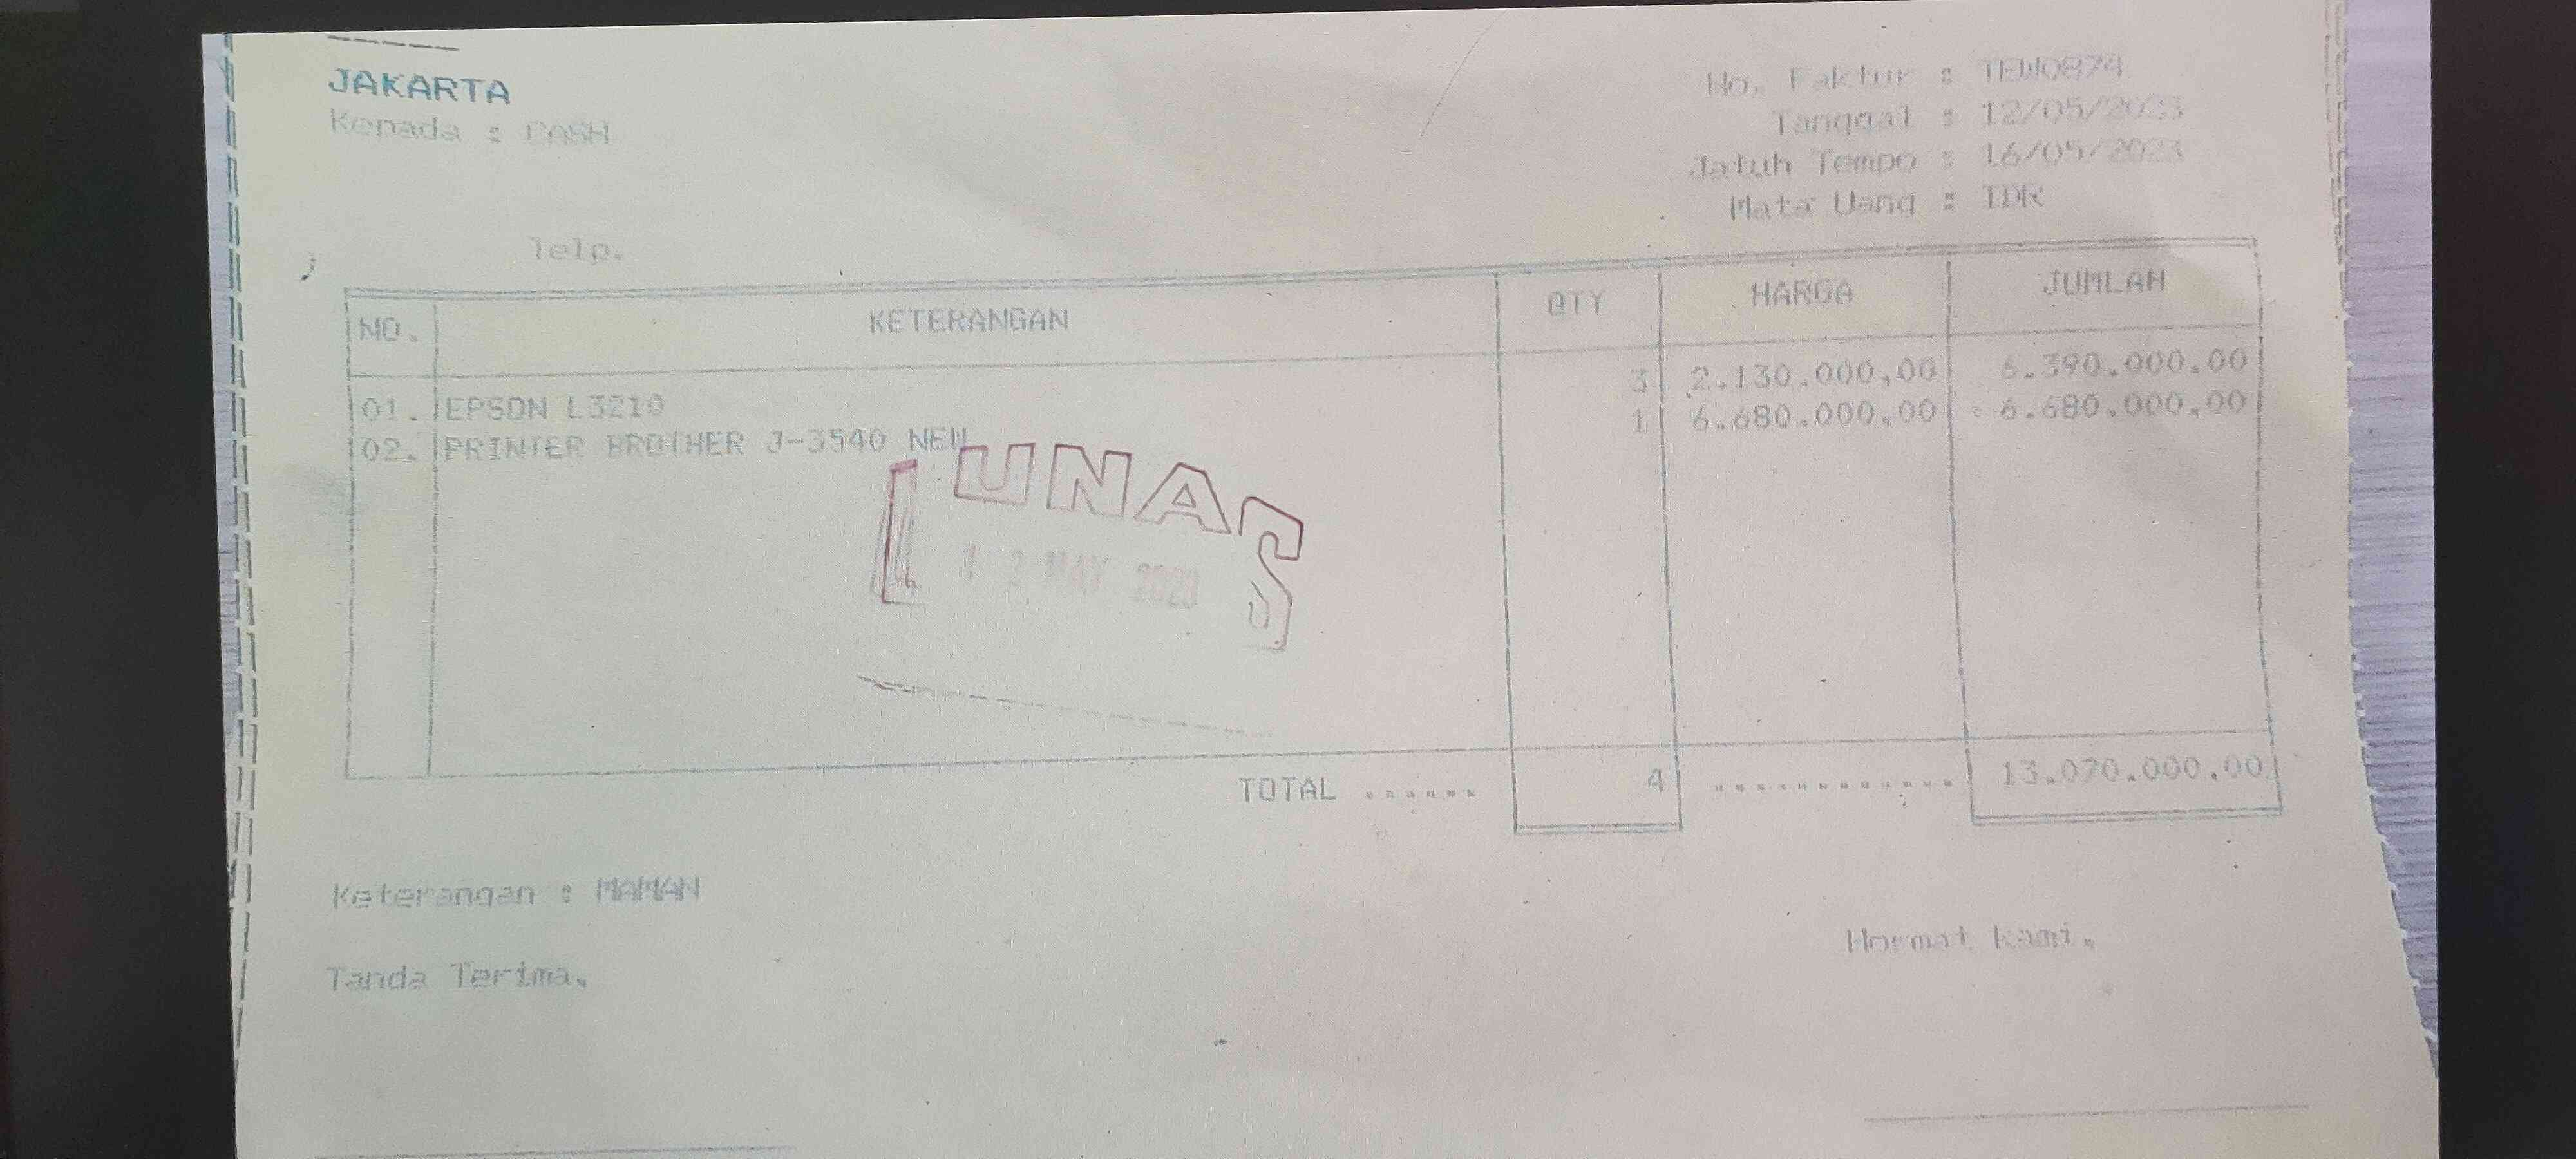 JAKARTA
Kepada : CASH
No. Faktur : TEW0874
Tanggal : 12/05/2023
Jatuh Tempo : 16/05/2023
Mata Uang : IDR
Telp.
NO. KETERANGAN QTY HARGA JUMLAH
01. EPSON L3210 3 2.130.000,00 6.390.000,00
02. PRINTER BROTHER J-3540 NEW 1 6.680.000,00 6.680.000,00
LUNAS
12 MAY 2023
TOTAL ...... 4 ............ 13.070.000,00
Keterangan : MAMAN
Tanda Terima, Hormat kami,